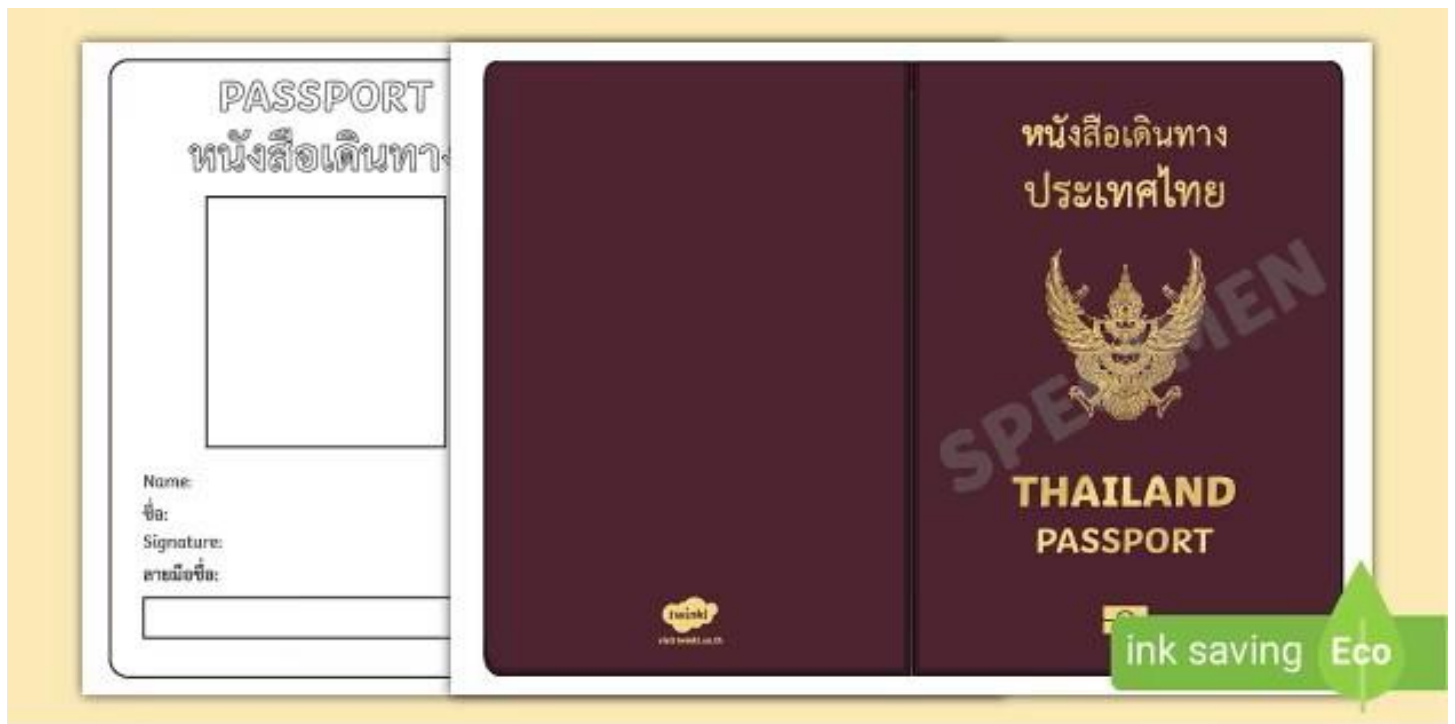 PASSPORT
หนังสือเดินทาง
Name:
ชื่อ:
Signature:
ลายมือชื่อ:
หนังสือเดินทาง
ประเทศไทย
SPECIMEN
THAILAND
PASSPORT
twinkl
ink saving Eco